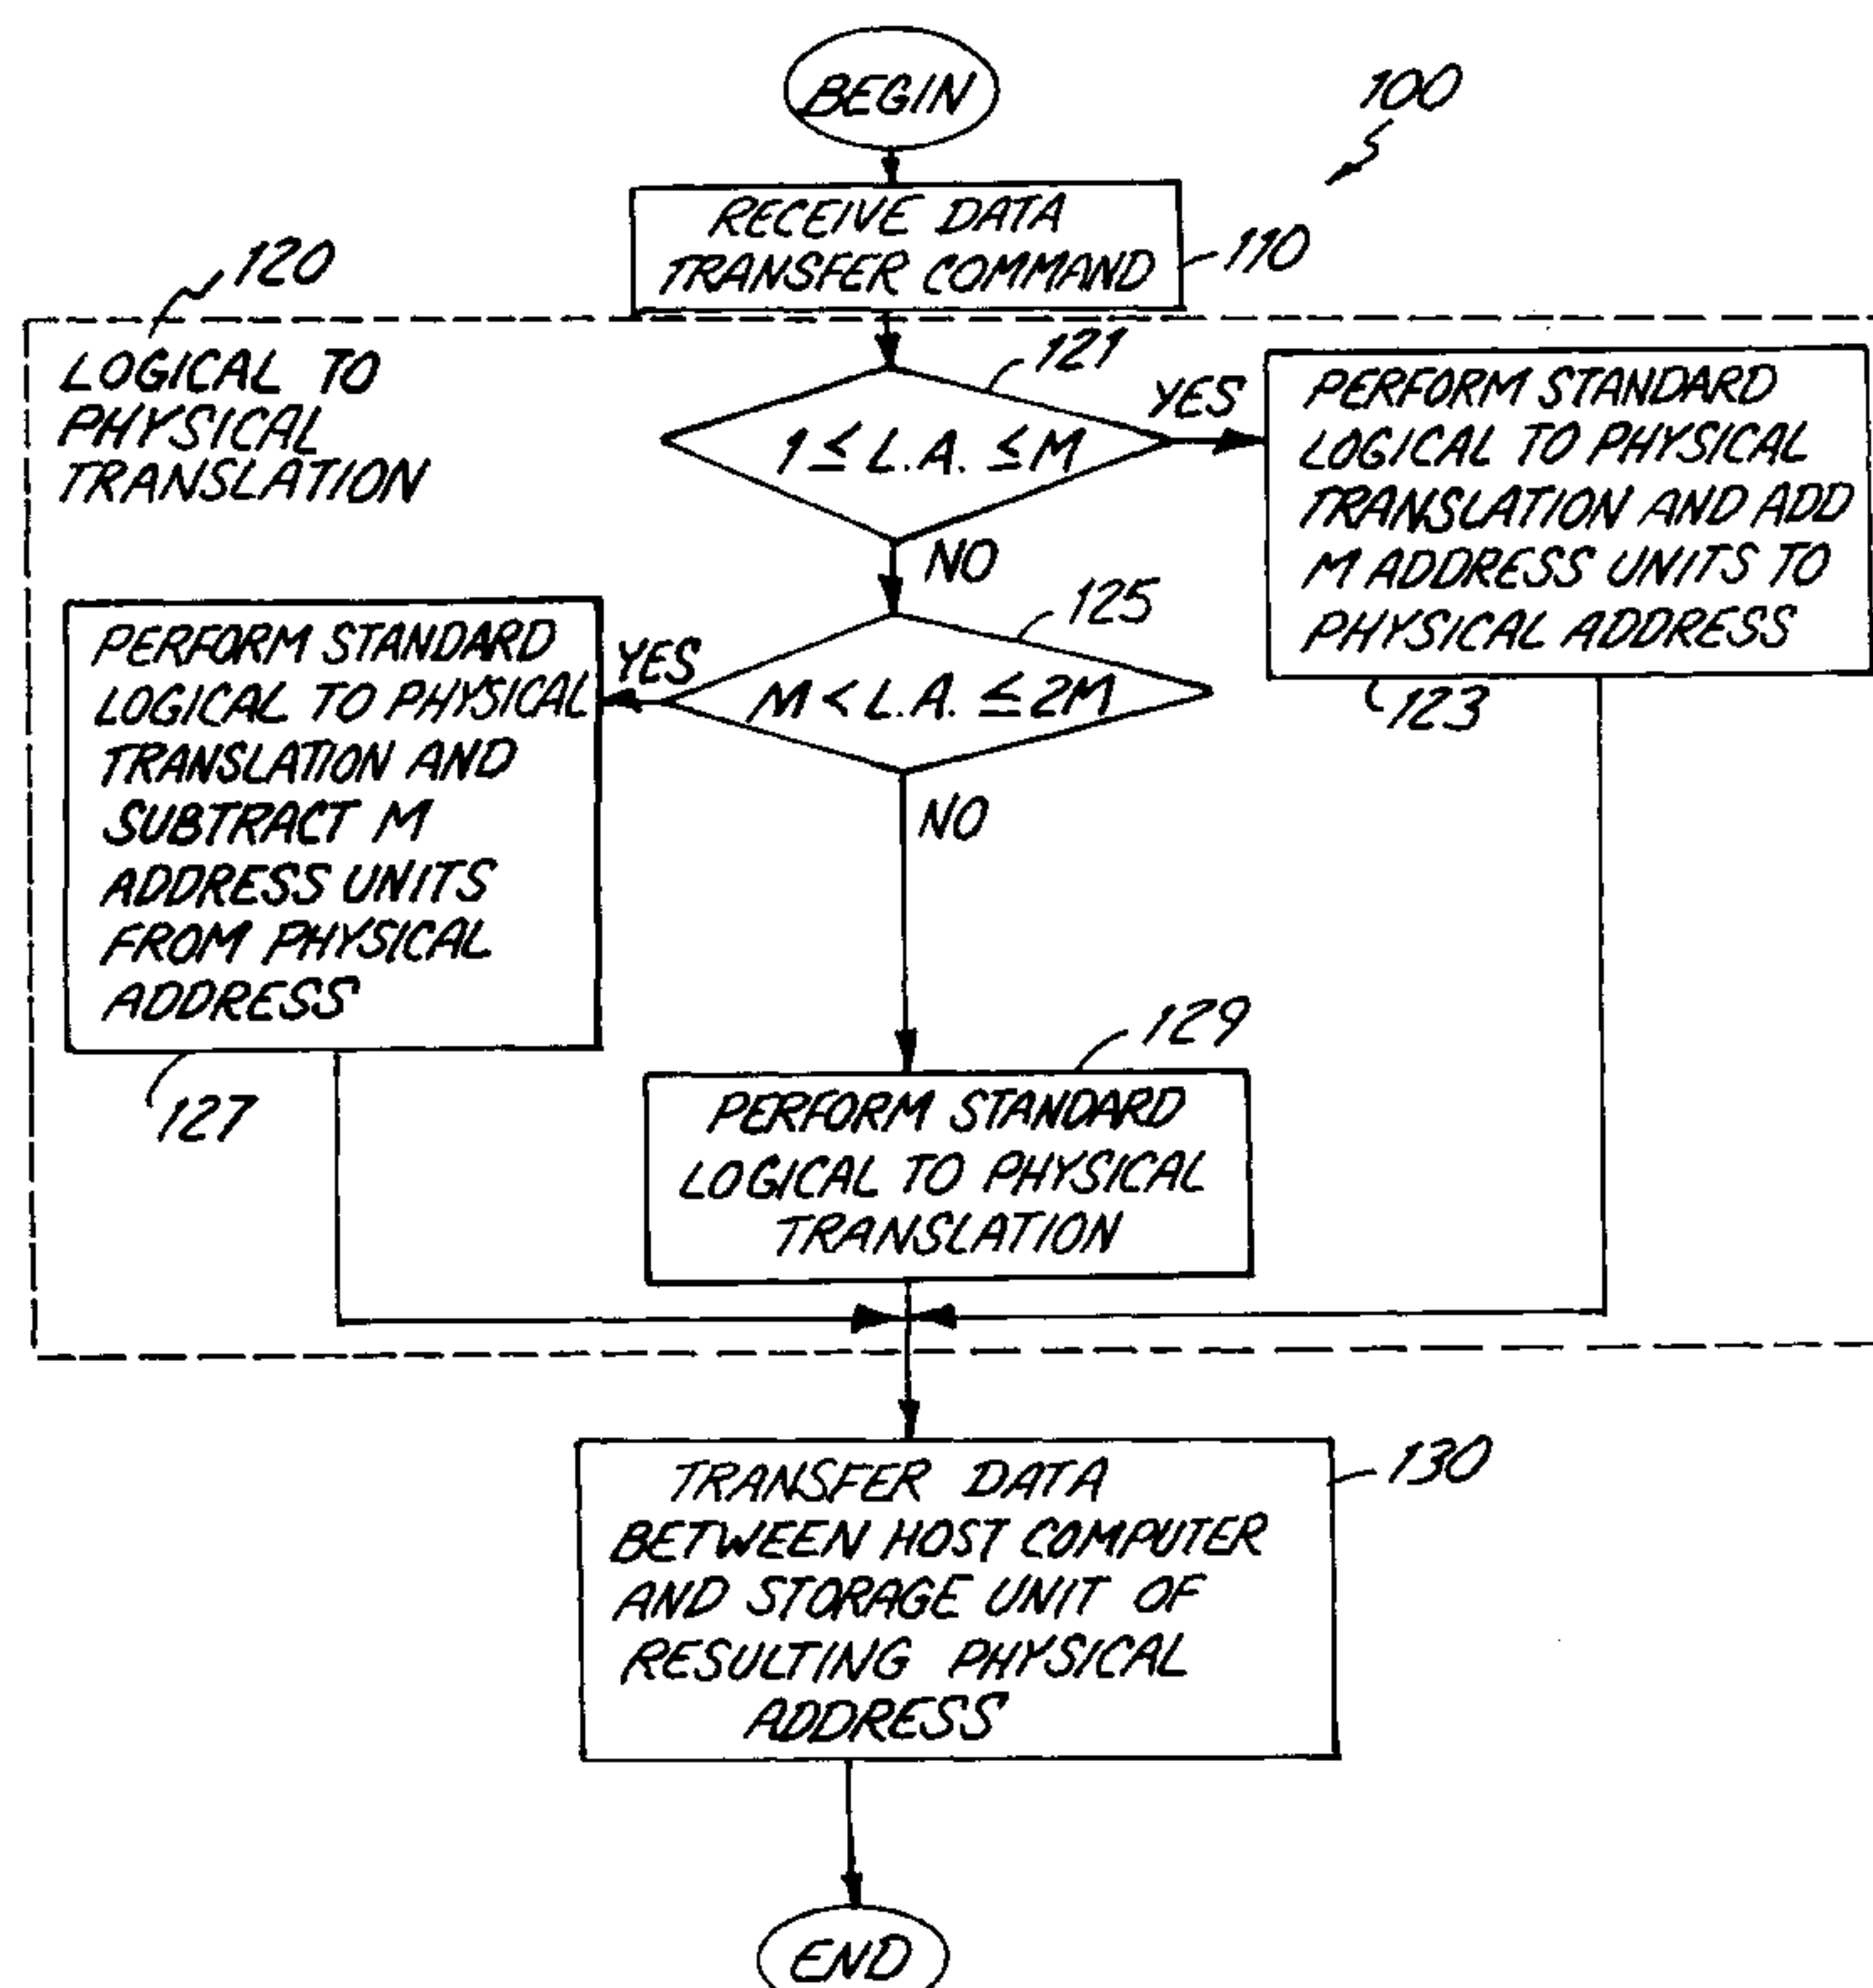 BEGIN
100
RECEIVE DATA
TRANSFER COMMAND
110
120
LOGICAL TO
PHYSICAL
TRANSLATION
121
1 ≤ L.A. ≤ M
YES
PERFORM STANDARD
LOGICAL TO PHYSICAL
TRANSLATION AND ADD
M ADDRESS UNITS TO
PHYSICAL ADDRESS
123
NO
125
M < L.A. ≤ 2M
YES
PERFORM STANDARD
LOGICAL TO PHYSICAL
TRANSLATION AND
SUBTRACT M
ADDRESS UNITS
FROM PHYSICAL
ADDRESS
127
NO
129
PERFORM STANDARD
LOGICAL TO PHYSICAL
TRANSLATION
TRANSFER DATA
BETWEEN HOST COMPUTER
AND STORAGE UNIT OF
RESULTING PHYSICAL
ADDRESS
130
END